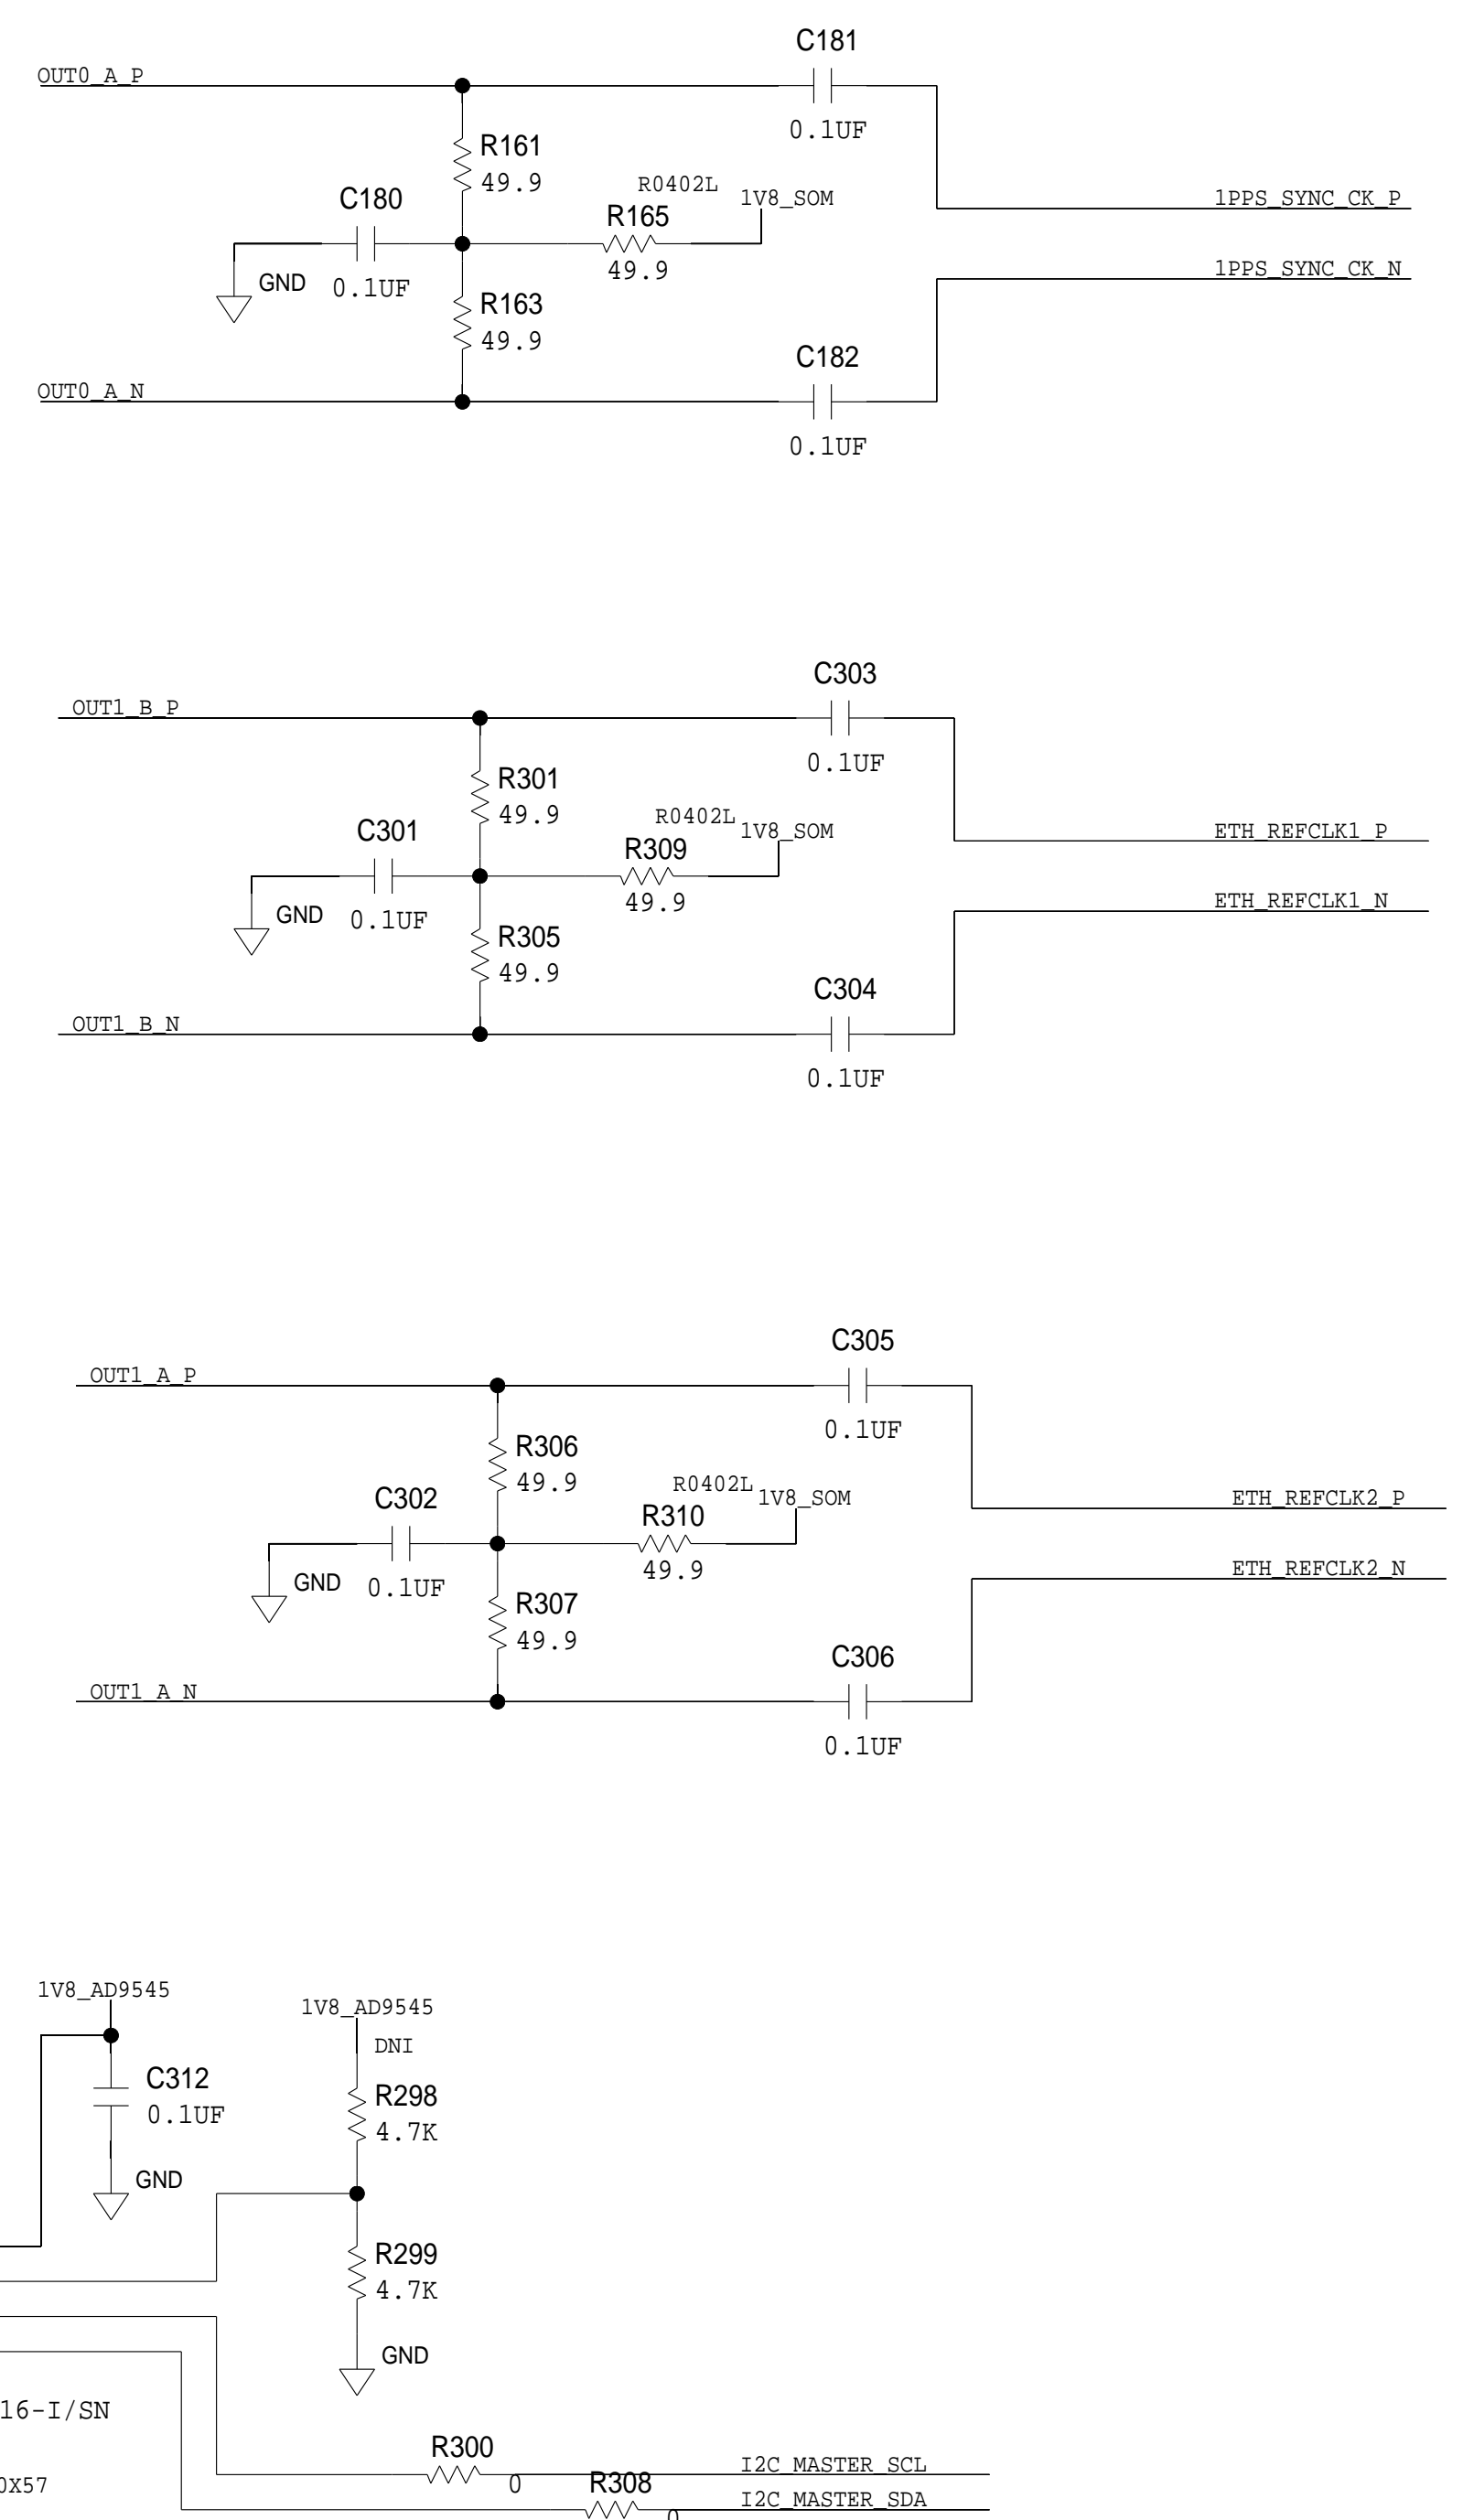 C181
OUT0_A_P
0.1UF
R161
49.9
R0402L
C180
1V8_SOM
1PPS_SYNC_CK_P
R165
49.9
GND
0.1UF
1PPS_SYNC_CK_N
R163
49.9
C182
OUT0_A_N
0.1UF
C303
OUT1_B_P
0.1UF
R301
49.9
R0402L
C301
1V8_SOM
ETH_REFCLK1_P
R309
49.9
GND
0.1UF
ETH_REFCLK1_N
R305
49.9
C304
OUT1_B_N
0.1UF
C305
OUT1_A_P
0.1UF
R306
49.9
R0402L
C302
1V8_SOM
ETH_REFCLK2_P
R310
49.9
GND
0.1UF
ETH_REFCLK2_N
R307
49.9
C306
OUT1_A_N
0.1UF
1V8_AD9545
1V8_AD9545
DNI
C312
0.1UF
R298
4.7K
GND
R299
4.7K
GND
16-I/SN
R300
0
I2C_MASTER_SCL
0X57
R308
0
I2C_MASTER_SDA